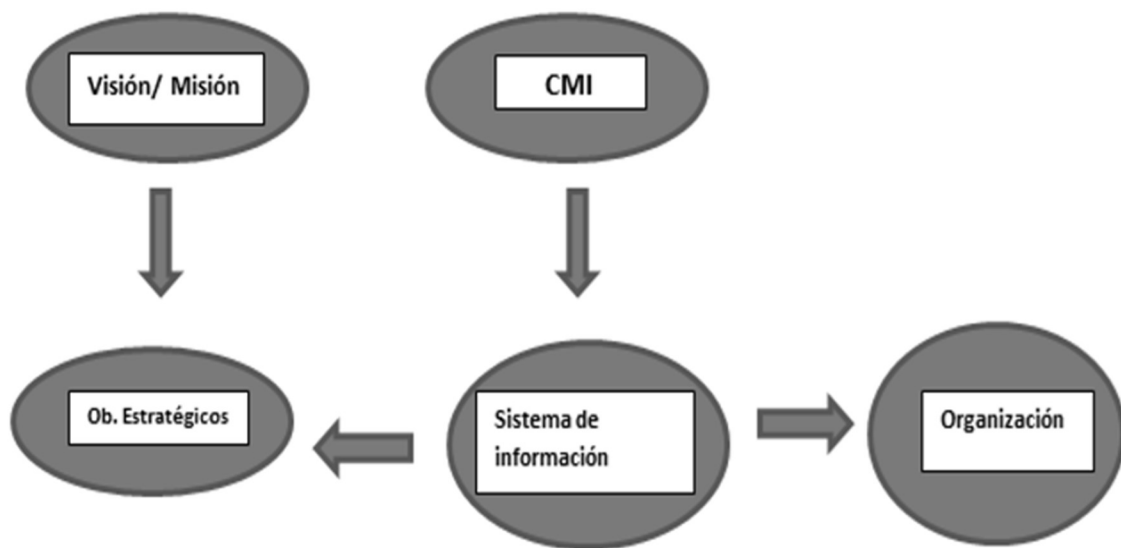 Visión/ Misión
CMI
Ob. Estratégicos
Sistema de
información
Organización